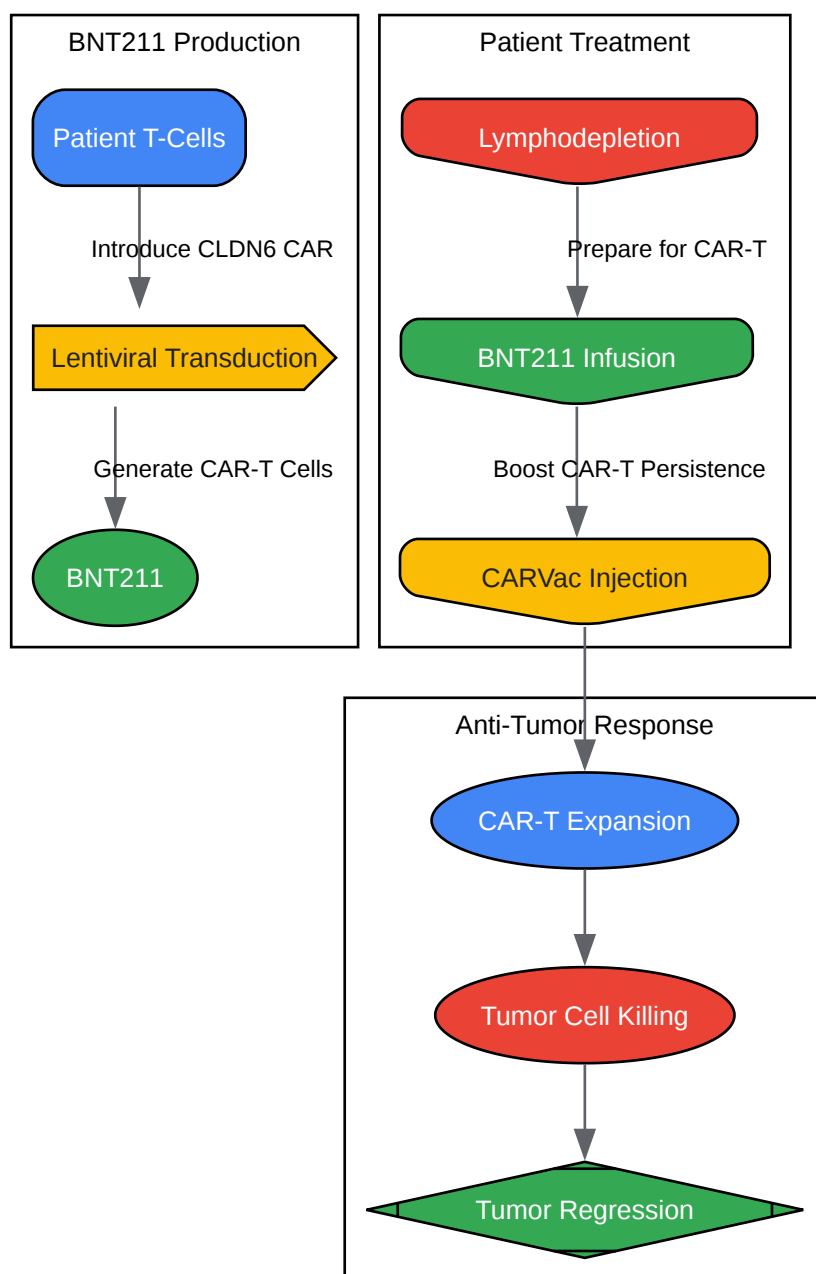 BNT211 Production
Patient T-Cells
Introduce CLDN6 CAR
Lentiviral Transduction
Generate CAR-T Cells
BNT211
Patient Treatment
Lymphodepletion
Prepare for CAR-T
BNT211 Infusion
Boost CAR-T Persistence
CARVac Injection
Anti-Tumor Response
CAR-T Expansion
Tumor Cell Killing
Tumor Regression